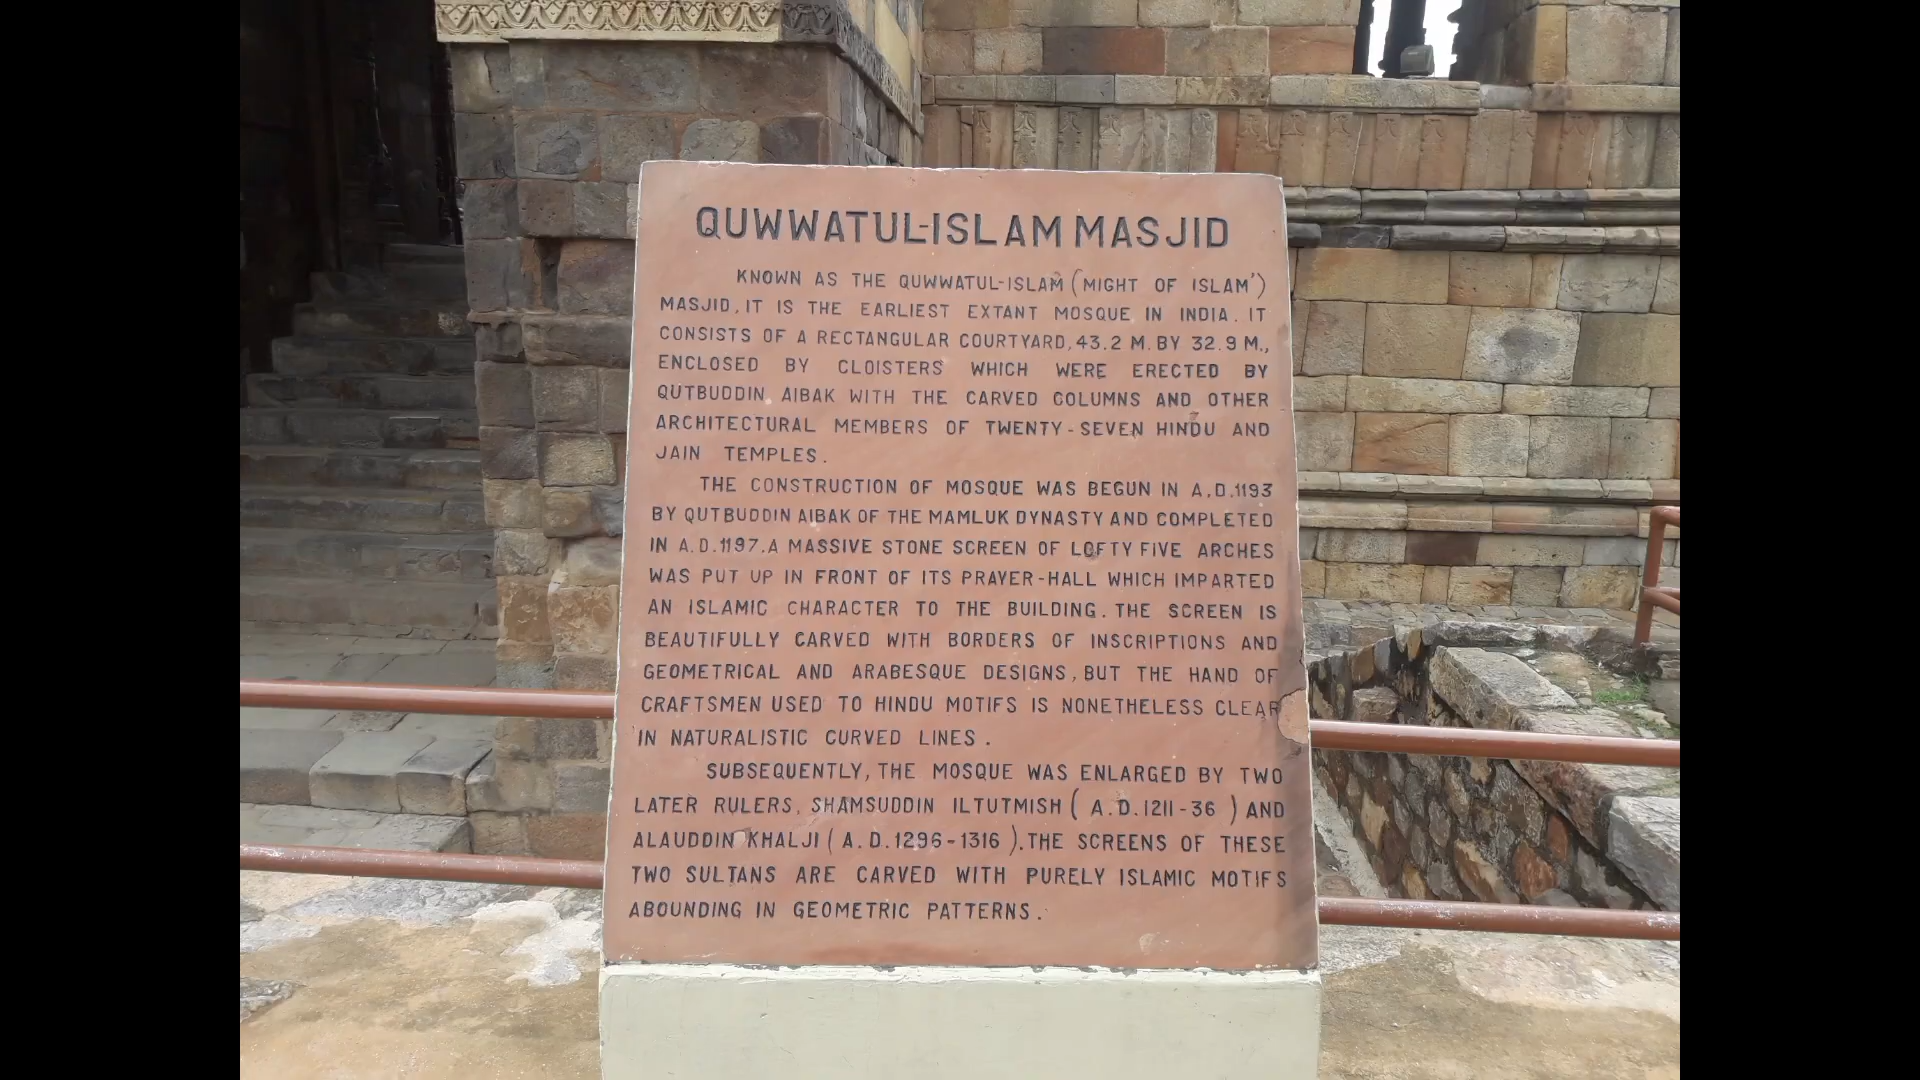 QUWWATUL-ISLAM MASJID
KNOWN AS THE QUWWATUL-ISLAM (MIGHT OF ISLAM')
MASJID, IT IS THE EARLIEST EXTANT MOSQUE IN INDIA. IT
CONSISTS OF A RECTANGULAR COURTYARD, 43.2 M. BY 32.9 M.,
ENCLOSED BY CLOISTERS WHICH WERE ERECTED BY
QUTBUDDIN AIBAK WITH THE CARVED COLUMNS AND OTHER
ARCHITECTURAL MEMBERS OF TWENTY-SEVEN HINDU AND
JAIN TEMPLES.
THE CONSTRUCTION OF MOSQUE WAS BEGUN IN A.D.1193
BY QUTBUDDIN AIBAK OF THE MAMLUK DYNASTY AND COMPLETED
IN A.D.1197. A MASSIVE STONE SCREEN OF LOFTY FIVE ARCHES
WAS PUT UP IN FRONT OF ITS PRAYER-HALL WHICH IMPARTED
AN ISLAMIC CHARACTER TO THE BUILDING. THE SCREEN IS
BEAUTIFULLY CARVED WITH BORDERS OF INSCRIPTIONS AND
GEOMETRICAL AND ARABESQUE DESIGNS, BUT THE HAND OF
CRAFTSMEN USED TO HINDU MOTIFS IS NONETHELESS CLEAR
IN NATURALISTIC CURVED LINES.
SUBSEQUENTLY, THE MOSQUE WAS ENLARGED BY TWO
LATER RULERS, SHAMSUDDIN ILTUTMISH (A.D.1211-36) AND
ALAUDDIN KHALJI (A.D.1296-1316). THE SCREENS OF THESE
TWO SULTANS ARE CARVED WITH PURELY ISLAMIC MOTIFS
ABOUNDING IN GEOMETRIC PATTERNS.